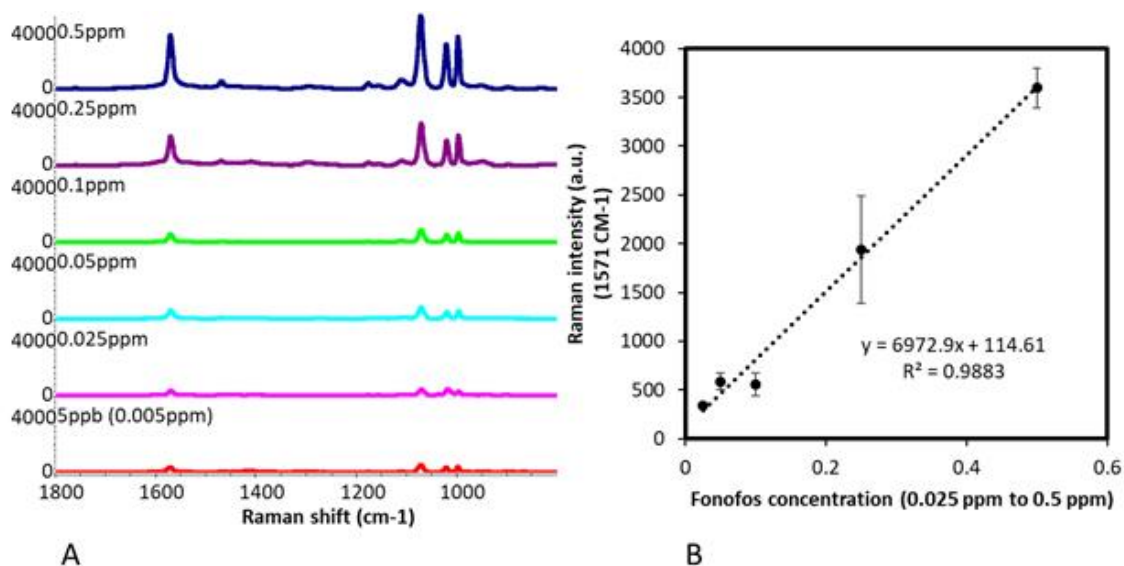 40000.5ppm
0
40000.25ppm
0
40000.1ppm
0
40000.05ppm
0
40000.025ppm
0
40005ppb (0.005ppm)
0
1800 1600 1400 1200 1000
Raman shift (cm-1)
A
4000
3500
3000
2500
2000
1500
1000
500
0
Raman intensity (a.u.)
(1571 CM-1)
y = 6972.9x + 114.61
R² = 0.9883
0 0.2 0.4 0.6
Fonofos concentration (0.025 ppm to 0.5 ppm)
B